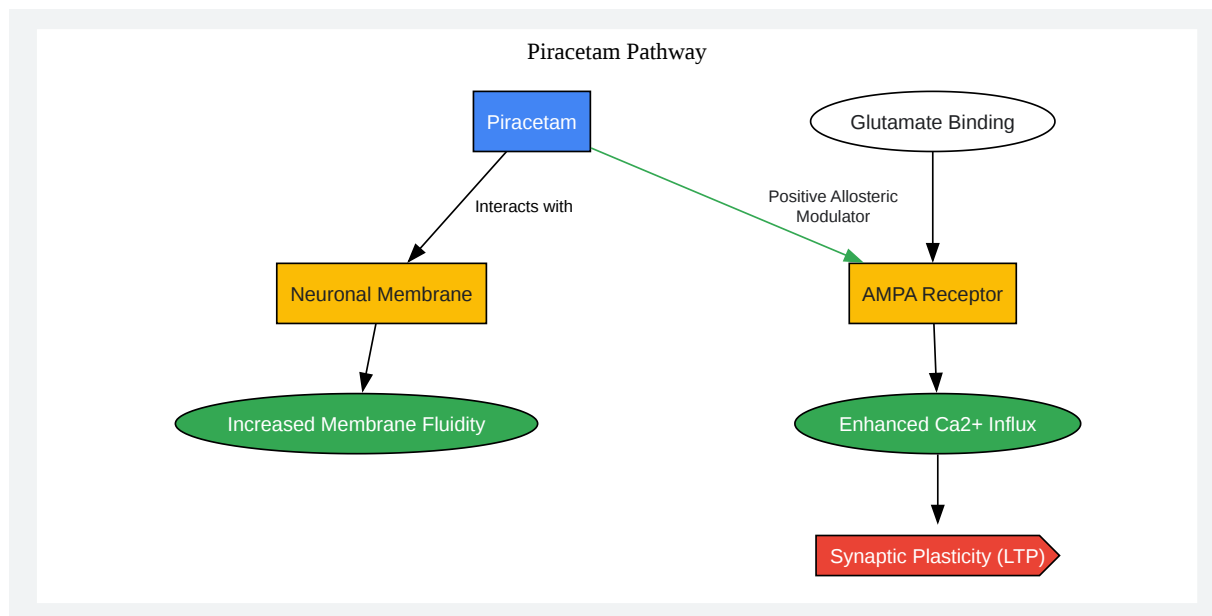 Piracetam Pathway
Piracetam
Glutamate Binding
Interacts with
Positive Allosteric
Modulator
Neuronal Membrane
AMPA Receptor
Increased Membrane Fluidity
Enhanced Ca2+ Influx
Synaptic Plasticity (LTP)